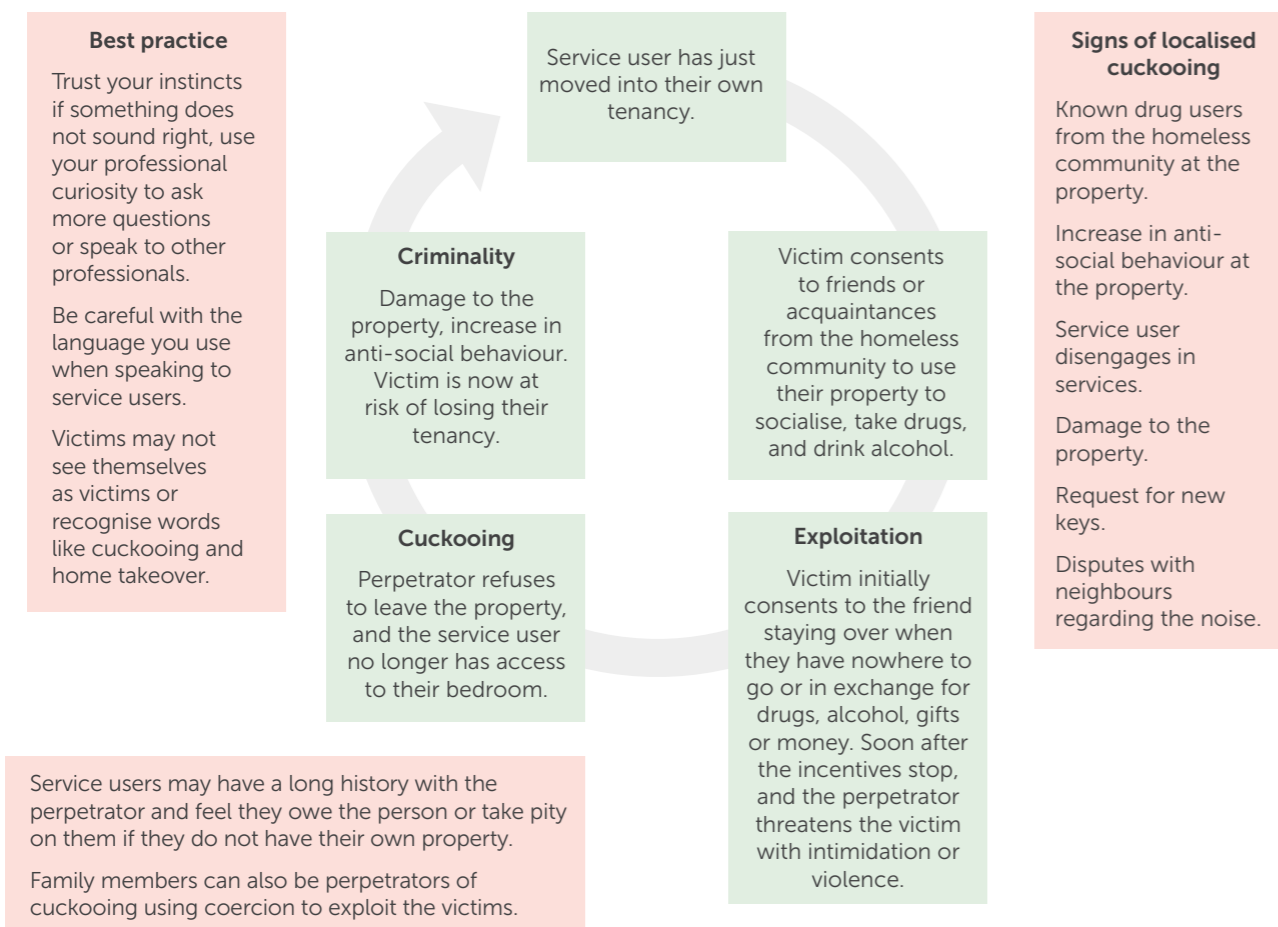 Best practice
Trust your instincts
if something does
not sound right, use
your professional
curiosity to ask
more questions
or speak to other
professionals.
Be careful with the
language you use
when speaking to
service users.
Victims may not
see themselves
as victims or
recognise words
like cuckooing and
home takeover.
Service user has just
moved into their own
tenancy.
Victim consents
to friends or
acquaintances
from the homeless
community to use
their property to
socialise, take drugs,
and drink alcohol.
Exploitation
Victim initially
consents to the friend
staying over when
they have nowhere to
go or in exchange for
drugs, alcohol, gifts
or money. Soon after
the incentives stop,
and the perpetrator
threatens the victim
with intimidation or
violence.
Cuckooing
Perpetrator refuses
to leave the property,
and the service user
no longer has access
to their bedroom.
Criminality
Damage to the
property, increase in
anti-social behaviour.
Victim is now at
risk of losing their
tenancy.
Signs of localised
cuckooing
Known drug users
from the homeless
community at the
property.
Increase in anti-
social behaviour at
the property.
Service user
disengages in
services.
Damage to the
property.
Request for new
keys.
Disputes with
neighbours
regarding the noise.
Service users may have a long history with the
perpetrator and feel they owe the person or take pity
on them if they do not have their own property.
Family members can also be perpetrators of
cuckooing using coercion to exploit the victims.